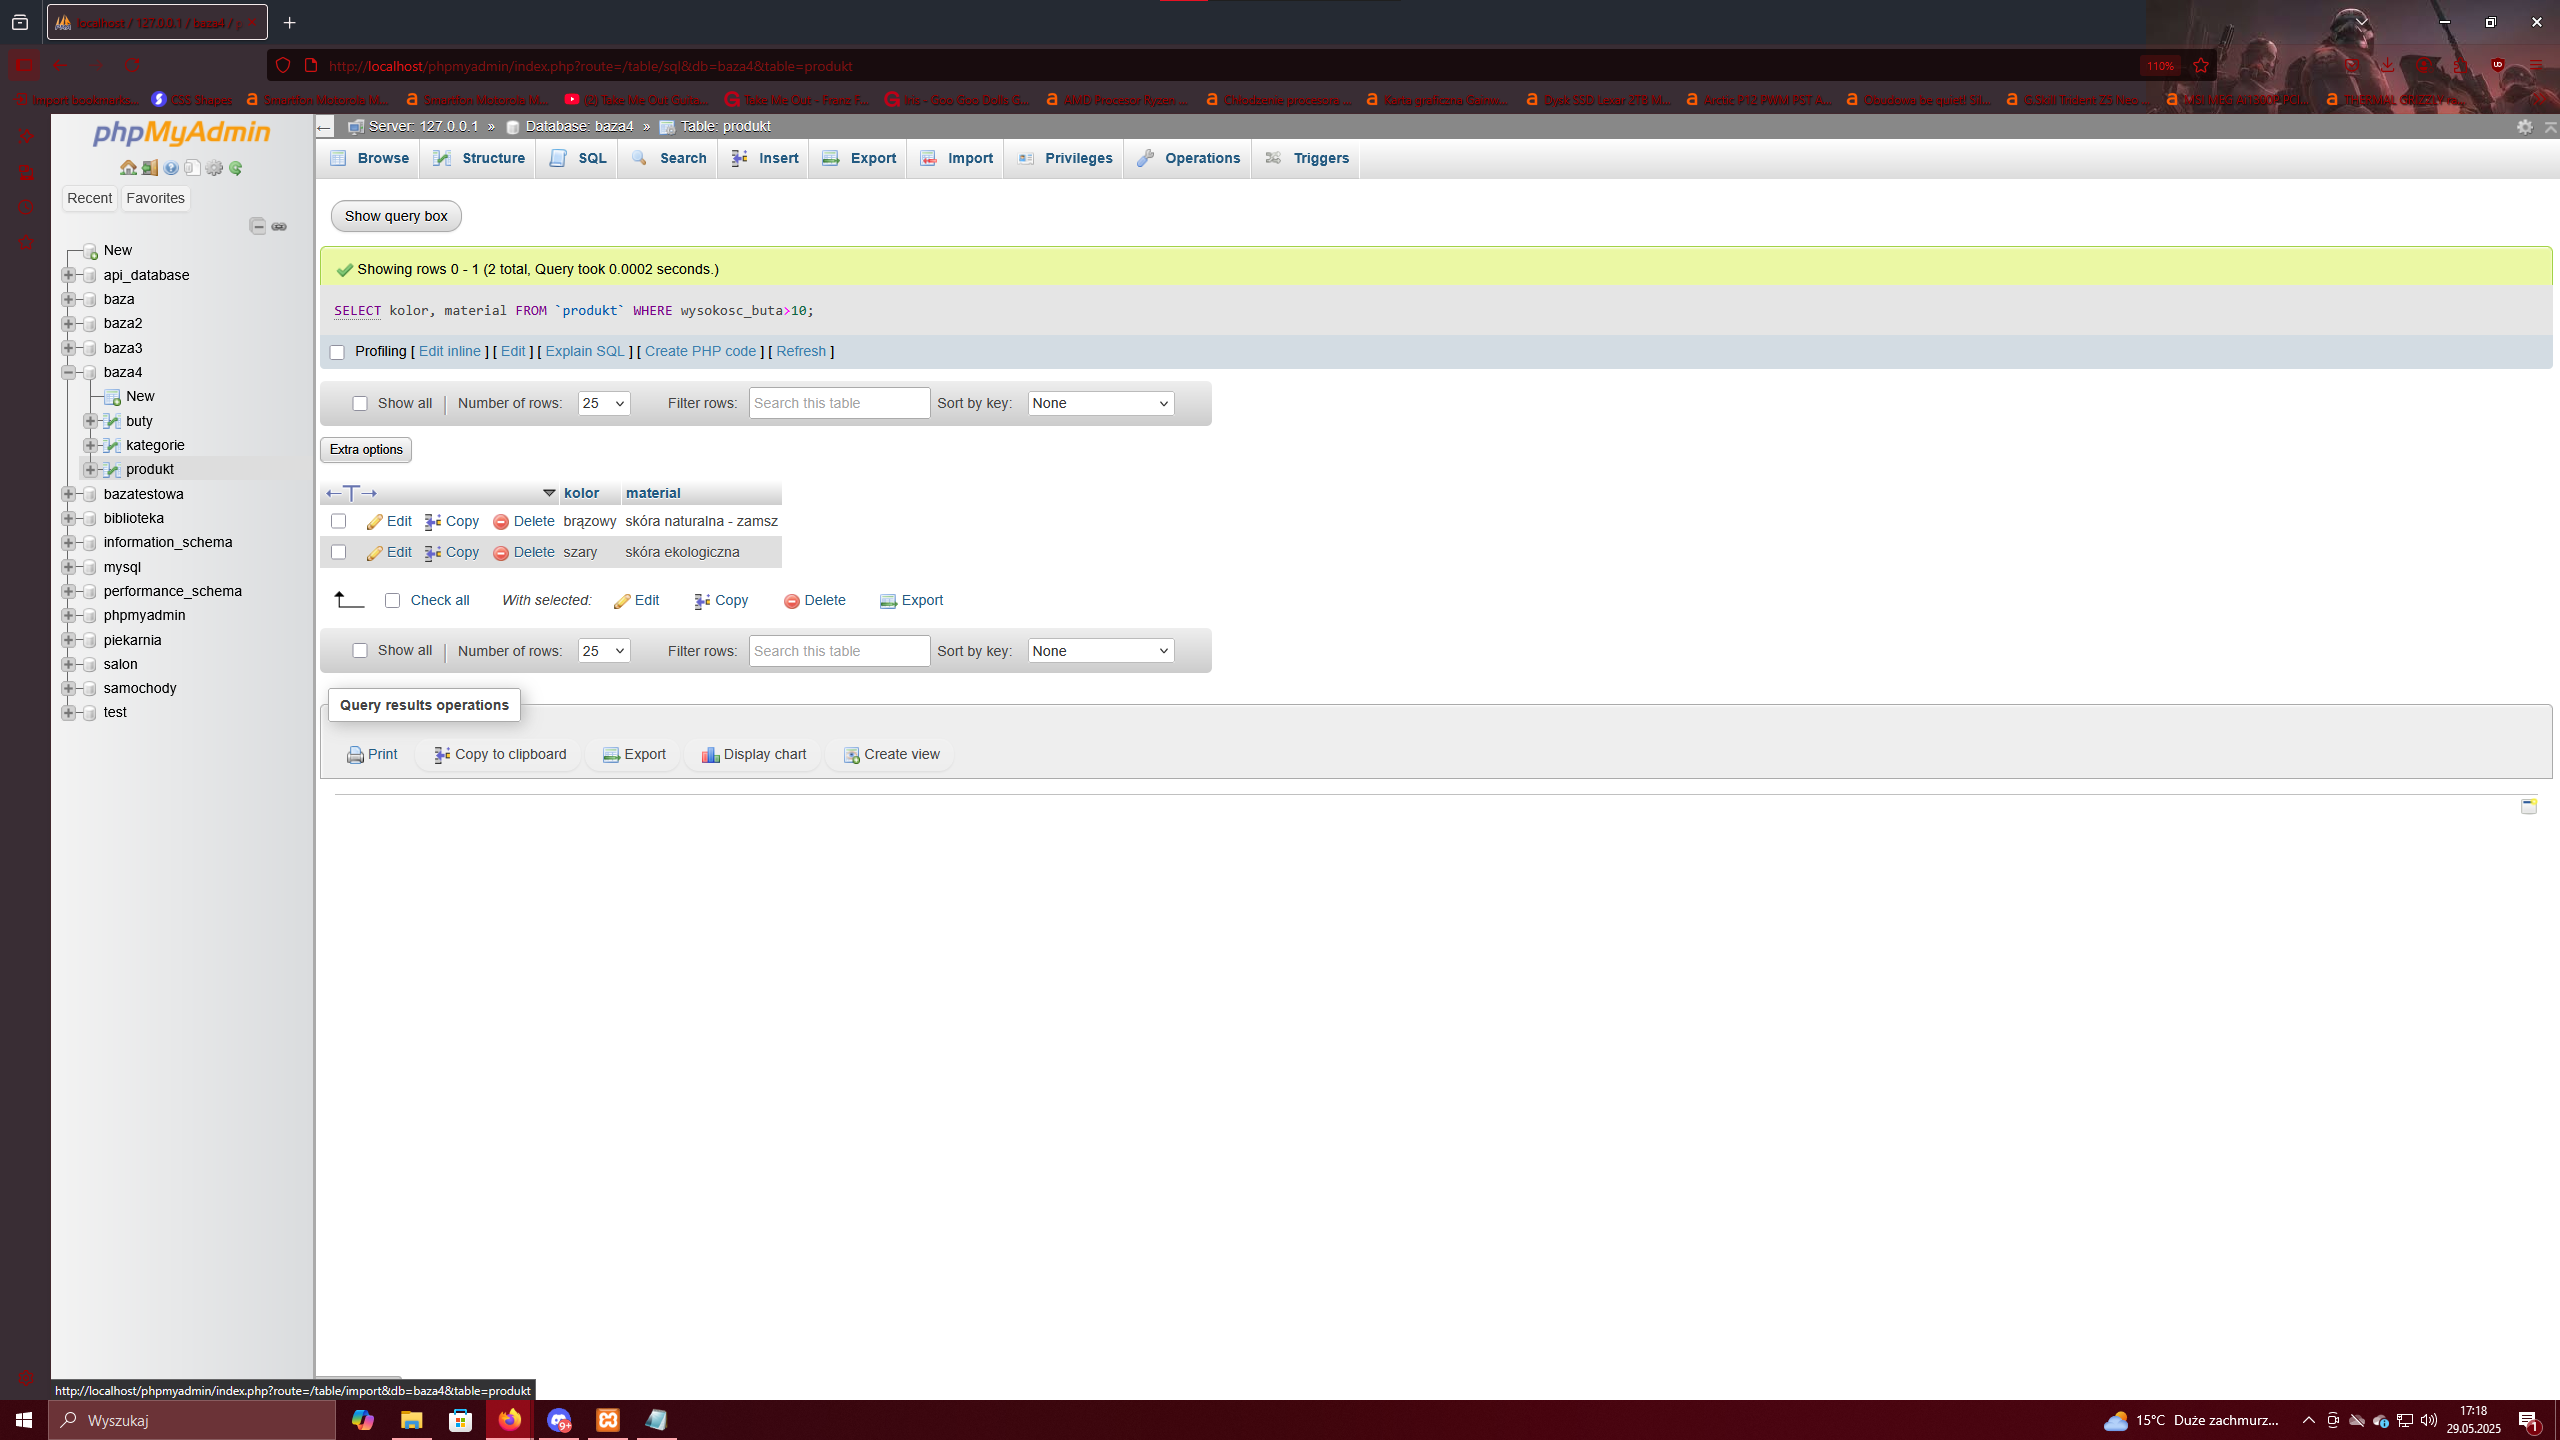 localhost / 127.0.0.1 / baza4 / p
http://localhost/phpmyadmin/index.php?route=/table/sql&db=baza4&table=produkt
110%
Import bookmarks... CSS Shapes Smartfon Motorola M... Smartfon Motorola M... (2) Take Me Out Guita... Take Me Out - Franz F... Iris - Goo Goo Dolls G... AMD Procesor Ryzen ... Chłodzenie procesora ... Karta graficzna Gainw... Dysk SSD Lexar 2TB M... Arctic P12 PWM PST A... Obudowa be quiet! Sil... G.Skill Trident Z5 Neo ... MSI MEG Ai1300P PCI... THERMAL GRIZZLY
phpMyAdmin
Server: 127.0.0.1 » Database: baza4 » Table: produkt
Browse Structure SQL Search Insert Export Import Privileges Operations Triggers
Recent Favorites
New
api_database
baza
baza2
baza3
baza4
New
buty
kategorie
produkt
bazatestowa
biblioteka
information_schema
mysql
performance_schema
phpmyadmin
piekarnia
salon
samochody
test
Show query box
Showing rows 0 - 1 (2 total, Query took 0.0002 seconds.)
SELECT kolor, material FROM `produkt` WHERE wysokosc_buta>10;
Profiling [ Edit inline ] [ Edit ] [ Explain SQL ] [ Create PHP code ] [ Refresh ]
Show all Number of rows: 25 Filter rows: Search this table Sort by key: None
Extra options
kolor material
Edit Copy Delete brązowy skóra naturalna - zamsz
Edit Copy Delete szary skóra ekologiczna
Check all With selected: Edit Copy Delete Export
Show all Number of rows: 25 Filter rows: Search this table Sort by key: None
Query results operations
Print Copy to clipboard Export Display chart Create view
http://localhost/phpmyadmin/index.php?route=/table/import&db=baza4&table=produkt
Wyszukaj
9+
15°C Duże zachmurz...
17:18
29.05.2025
1